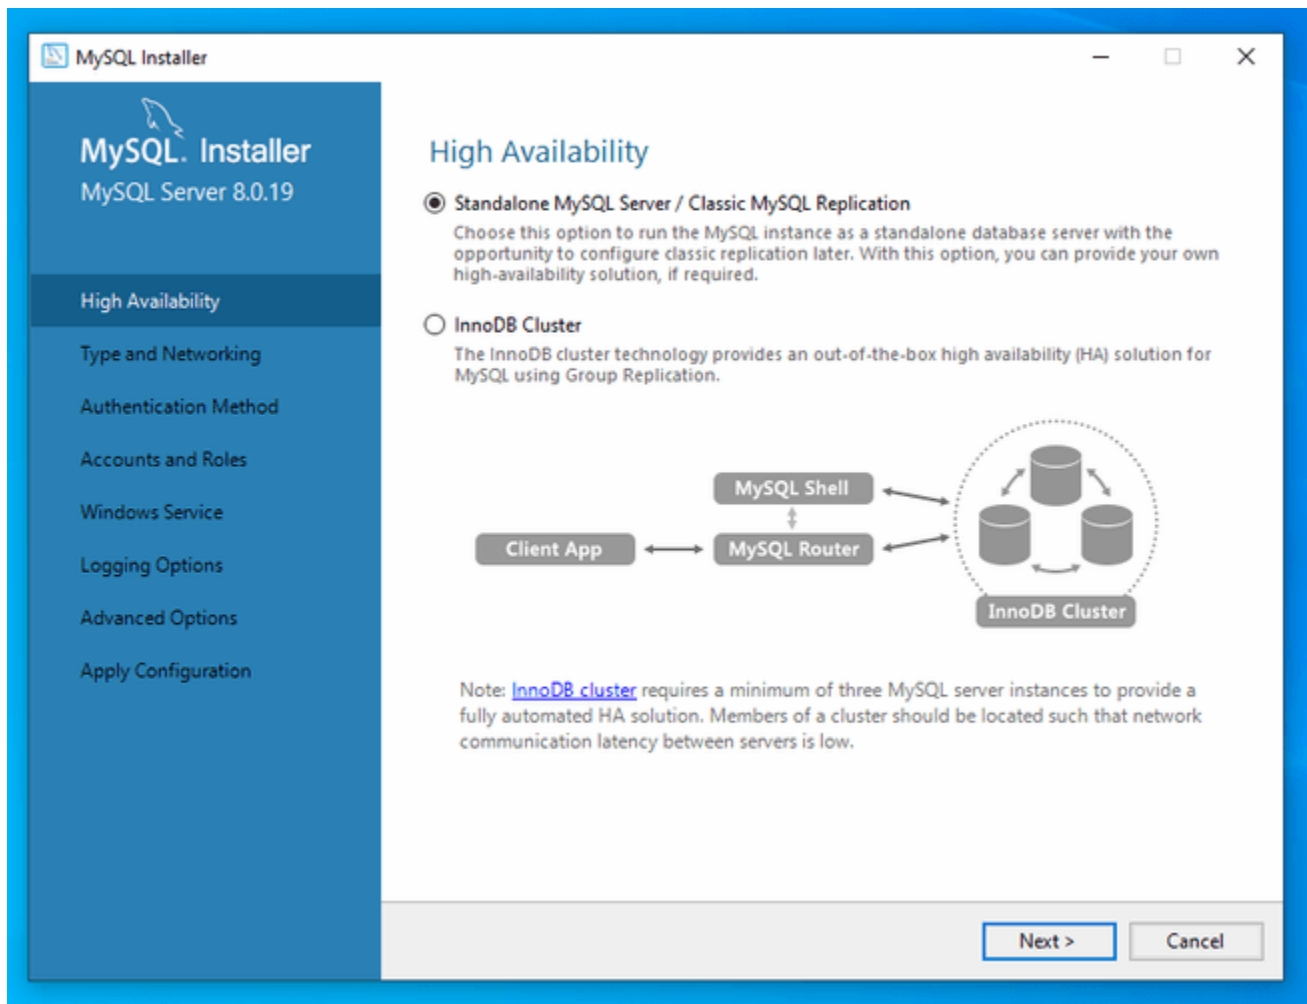 MySQL Installer
MySQL. Installer
MySQL Server 8.0.19
High Availability
Type and Networking
Authentication Method
Accounts and Roles
Windows Service
Logging Options
Advanced Options
Apply Configuration
High Availability
Standalone MySQL Server / Classic MySQL Replication
Choose this option to run the MySQL instance as a standalone database server with the
opportunity to configure classic replication later. With this option, you can provide your own
high-availability solution, if required.
InnoDB Cluster
The InnoDB cluster technology provides an out-of-the-box high availability (HA) solution for
MySQL using Group Replication.
MySQL Shell
Client App
MySQL Router
InnoDB Cluster
Note: InnoDB cluster requires a minimum of three MySQL server instances to provide a
fully automated HA solution. Members of a cluster should be located such that network
communication latency between servers is low.
Next >
Cancel